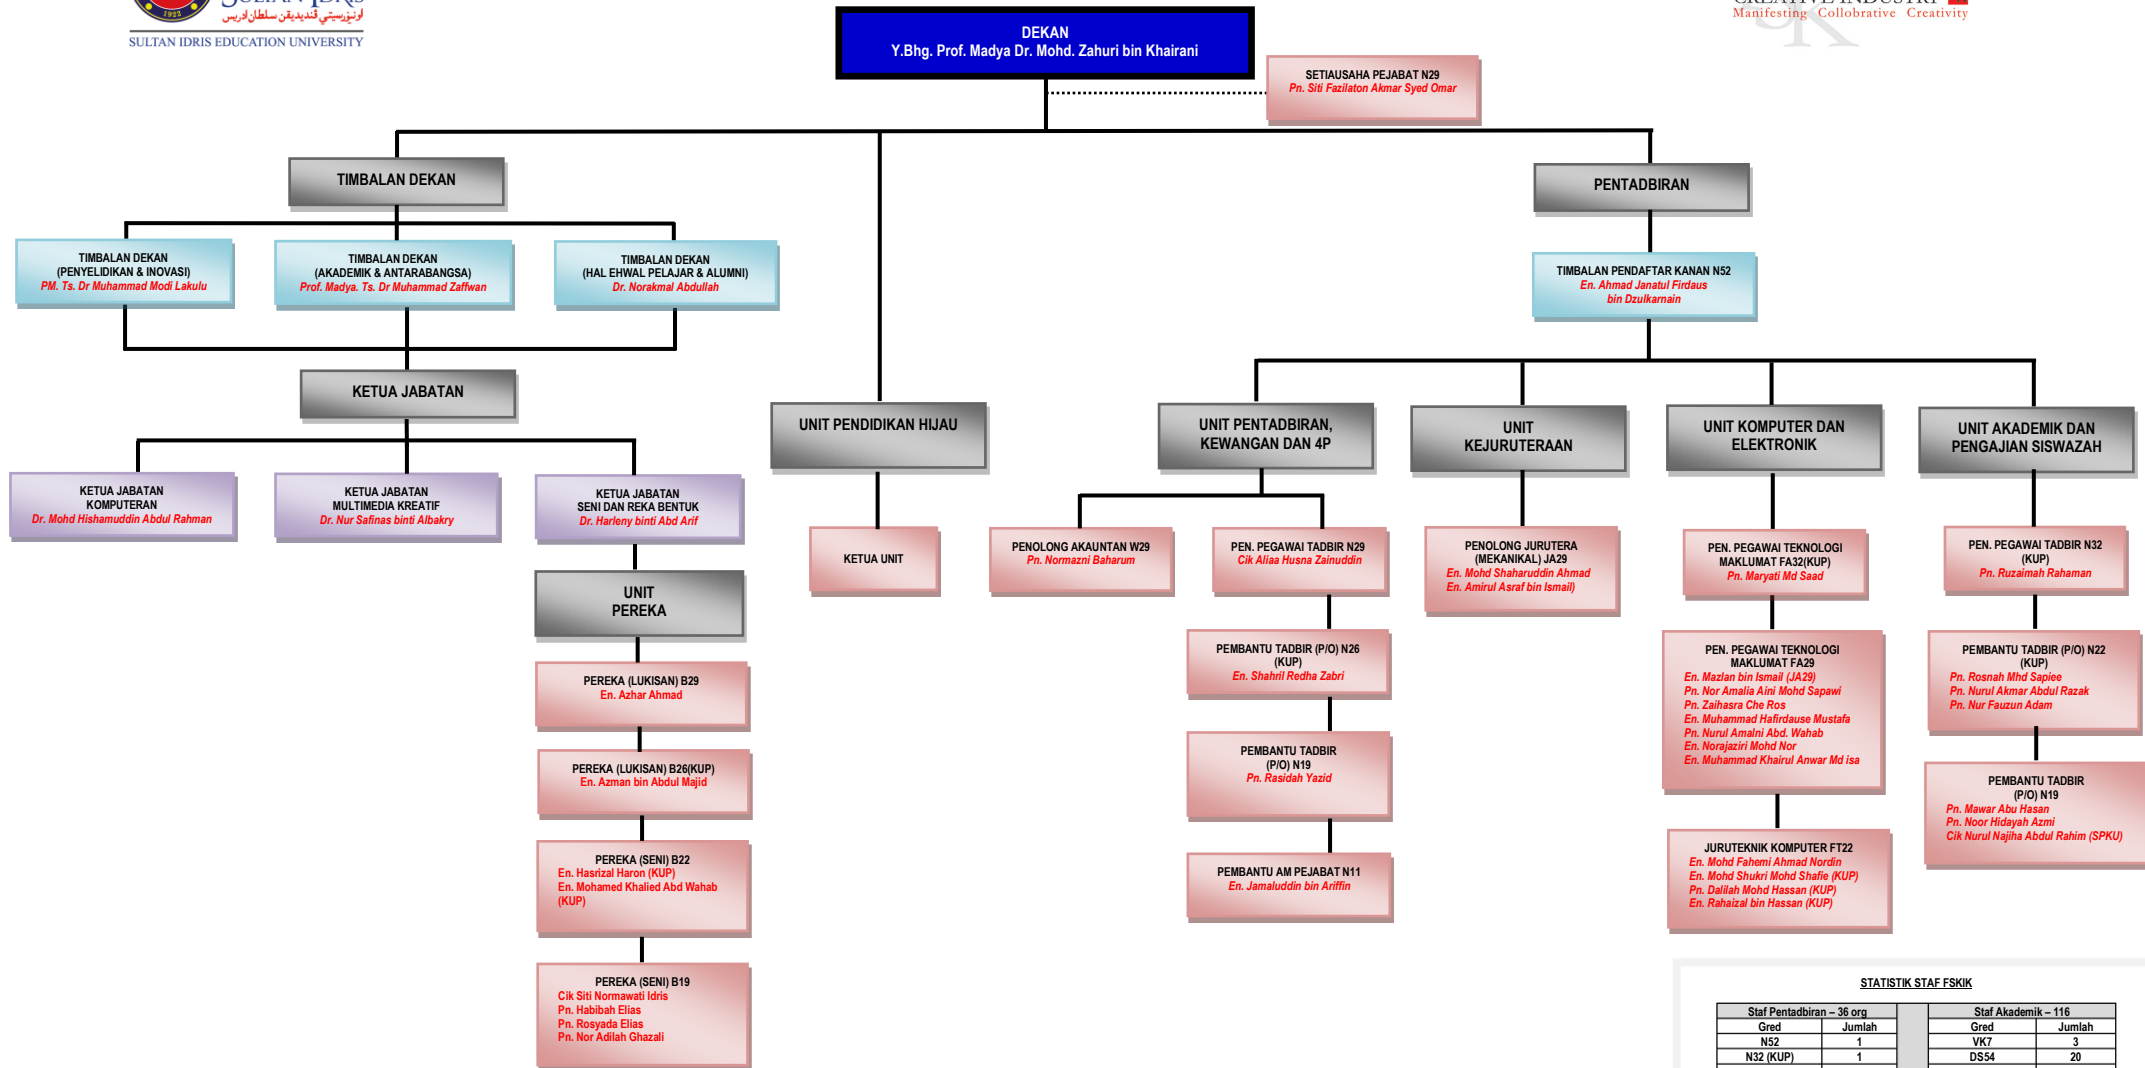 SULTAN IDRIS
اونيۏرسيتي ڤنديديقن سلطان ادريس
SULTAN IDRIS EDUCATION UNIVERSITY
1922
CREATIVE INDUSTRY
Manifesting Collobrative Creativity
DEKAN
Y.Bhg. Prof. Madya Dr. Mohd. Zahuri bin Khairani
SETIAUSAHA PEJABAT N29
Pn. Siti Fazilaton Akmar Syed Omar
TIMBALAN DEKAN
PENTADBIRAN
TIMBALAN DEKAN
(PENYELIDIKAN & INOVASI)
PM. Ts. Dr Muhammad Modi Lakulu
TIMBALAN DEKAN
(AKADEMIK & ANTARABANGSA)
Prof. Madya. Ts. Dr Muhammad Zaffwan
TIMBALAN DEKAN
(HAL EHWAL PELAJAR & ALUMNI)
Dr. Norakmal Abdullah
TIMBALAN PENDAFTAR KANAN N52
En. Ahmad Janatul Firdaus
bin Dzulkarnain
KETUA JABATAN
UNIT PENDIDIKAN HIJAU
UNIT PENTADBIRAN,
KEWANGAN DAN 4P
UNIT
KEJURUTERAAN
UNIT KOMPUTER DAN
ELEKTRONIK
UNIT AKADEMIK DAN
PENGAJIAN SISWAZAH
KETUA JABATAN
KOMPUTERAN
Dr. Mohd Hishamuddin Abdul Rahman
KETUA JABATAN
MULTIMEDIA KREATIF
Dr. Nur Safinas binti Albakry
KETUA JABATAN
SENI DAN REKA BENTUK
Dr. Harleny binti Abd Arif
KETUA UNIT
PENOLONG AKAUNTAN W29
Pn. Normazni Baharum
PEN. PEGAWAI TADBIR N29
Cik Aliaa Husna Zainuddin
PENOLONG JURUTERA
(MEKANIKAL) JA29
En. Mohd Shaharuddin Ahmad
En. Amirul Asraf bin Ismail)
PEN. PEGAWAI TEKNOLOGI
MAKLUMAT FA32(KUP)
Pn. Maryati Md Saad
PEN. PEGAWAI TADBIR N32
(KUP)
Pn. Ruzaimah Rahaman
UNIT
PEREKA
PEMBANTU TADBIR (P/O) N26
(KUP)
En. Shahril Redha Zabri
PEN. PEGAWAI TEKNOLOGI
MAKLUMAT FA29
En. Mazlan bin Ismail (JA29)
Pn. Nor Amalia Aini Mohd Sapawi
Pn. Zaihasra Che Ros
En. Muhammad Hafirdause Mustafa
Pn. Nurul Amalni Abd. Wahab
En. Norajaziri Mohd Nor
En. Muhammad Khairul Anwar Md isa
PEMBANTU TADBIR (P/O) N22
(KUP)
Pn. Rosnah Mhd Sapiee
Pn. Nurul Akmar Abdul Razak
Pn. Nur Fauzun Adam
PEREKA (LUKISAN) B29
En. Azhar Ahmad
PEMBANTU TADBIR
(P/O) N19
Pn. Rasidah Yazid
PEREKA (LUKISAN) B26(KUP)
En. Azman bin Abdul Majid
PEMBANTU TADBIR
(P/O) N19
Pn. Mawar Abu Hasan
Pn. Noor Hidayah Azmi
Cik Nurul Najiha Abdul Rahim (SPKU)
PEREKA (SENI) B22
En. Hasrizal Haron (KUP)
En. Mohamed Khalied Abd Wahab
(KUP)
PEMBANTU AM PEJABAT N11
En. Jamaluddin bin Ariffin
JURUTEKNIK KOMPUTER FT22
En. Mohd Fahemi Ahmad Nordin
En. Mohd Shukri Mohd Shafie (KUP)
Pn. Dalilah Mohd Hassan (KUP)
En. Rahaizal bin Hassan (KUP)
PEREKA (SENI) B19
Cik Siti Normawati Idris
Pn. Habibah Elias
Pn. Rosyada Elias
Pn. Nor Adilah Ghazali
STATISTIK STAF FSKIK
Staf Pentadbiran – 36 org Staf Akademik – 116
Gred Jumlah Gred Jumlah
N52 1 VK7 3
N32 (KUP) 1 DS54 20